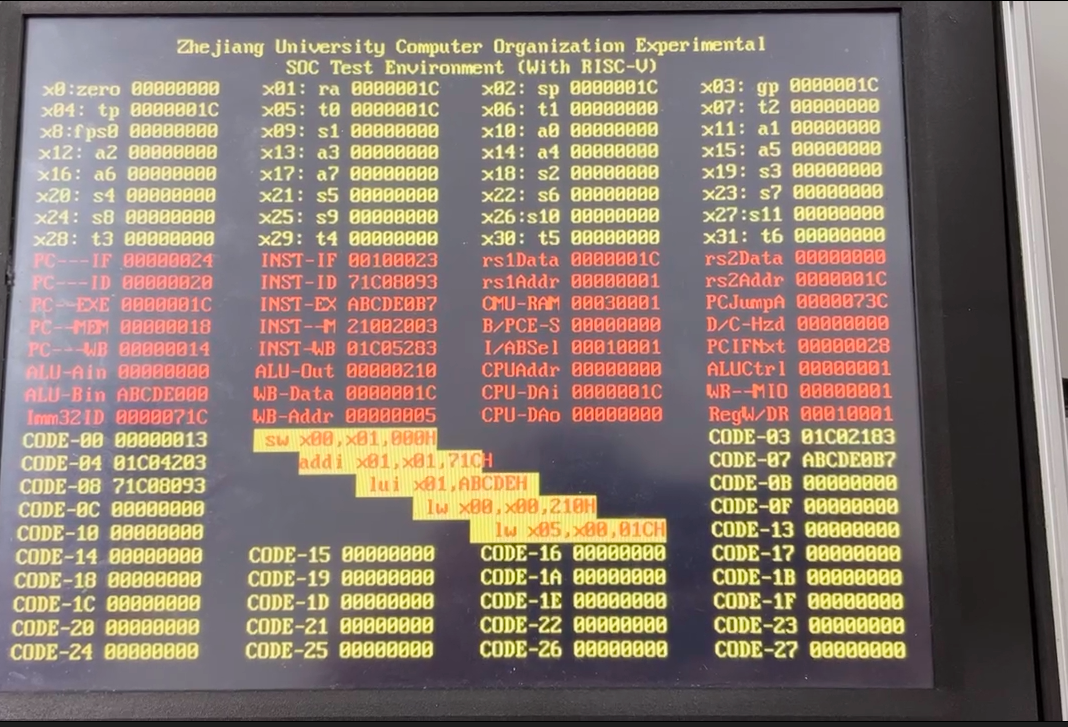 Zhejiang University Computer Organization Experimental
SOC Test Environment (With RISC-V)
x0:zero 00000000 x01: ra 0000001C x02: sp 0000001C x03: gp 0000001C
x04: tp 0000001C x05: t0 0000001C x06: t1 00000000 x07: t2 00000000
x8:fps0 00000000 x09: s1 00000000 x10: a0 00000000 x11: a1 00000000
x12: a2 00000000 x13: a3 00000000 x14: a4 00000000 x15: a5 00000000
x16: a6 00000000 x17: a7 00000000 x18: s2 00000000 x19: s3 00000000
x20: s4 00000000 x21: s5 00000000 x22: s6 00000000 x23: s7 00000000
x24: s8 00000000 x25: s9 00000000 x26:s10 00000000 x27:s11 00000000
x28: t3 00000000 x29: t4 00000000 x30: t5 00000000 x31: t6 00000000
PC---IF 00000024 INST-IF 00100023 rs1Data 0000001C rs2Data 00000000
PC---ID 00000020 INST-ID 71C08093 rs1Addr 00000001 rs2Addr 0000001C
PC--EXE 0000001C INST-EX ABCDE0B7 CMU-RAM 00030001 PCJumpA 0000073C
PC--MEM 00000018 INST--M 21002003 B/PCE-S 00000000 D/C-Hzd 00000000
PC---WB 00000014 INST-WB 01C05283 I/ABSel 00010001 PCIFNxt 00000028
ALU-Ain 00000000 ALU-Out 00000210 CPUAddr 00000000 ALUCtrl 00000001
ALU-Bin ABCDE000 WB-Data 0000001C CPU-DAi 0000001C WR--MIO 00000001
Imm32ID 0000071C WB-Addr 00000005 CPU-DAo 00000000 RegW/DR 00010001
CODE-00 00000013 sw x00,x01,000H CODE-03 01C02183
CODE-04 01C04203 addi x01,x01,71CH CODE-07 ABCDE0B7
CODE-08 71C08093 lui x01,ABCDEH CODE-0B 00000000
CODE-0C 00000000 lw x00,x00,210H CODE-0F 00000000
CODE-10 00000000 lw x05,x00,01CH CODE-13 00000000
CODE-14 00000000 CODE-15 00000000 CODE-16 00000000 CODE-17 00000000
CODE-18 00000000 CODE-19 00000000 CODE-1A 00000000 CODE-1B 00000000
CODE-1C 00000000 CODE-1D 00000000 CODE-1E 00000000 CODE-1F 00000000
CODE-20 00000000 CODE-21 00000000 CODE-22 00000000 CODE-23 00000000
CODE-24 00000000 CODE-25 00000000 CODE-26 00000000 CODE-27 00000000